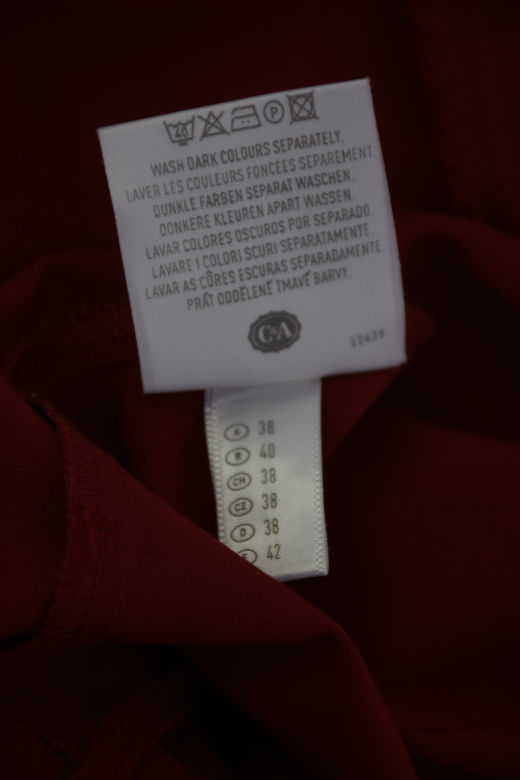 40 P
WASH DARK COLOURS SEPARATELY.
LAVER LES COULEURS FONCEES SEPAREMENT.
DUNKLE FARBEN SEPARAT WASCHEN.
DONKERE KLEUREN APART WASSEN.
LAVAR COLORES OSCUROS POR SEPARADO.
LAVARE I COLORI SCURI SEPARATAMENTE.
LAVAR AS CÔRES ESCURAS SEPARADAMENTE
PRÁT ODDĚLENĚ TMAVÉ BARVY.
C&A
A 38
B 40
CH 38
CZ 38
D 38
42